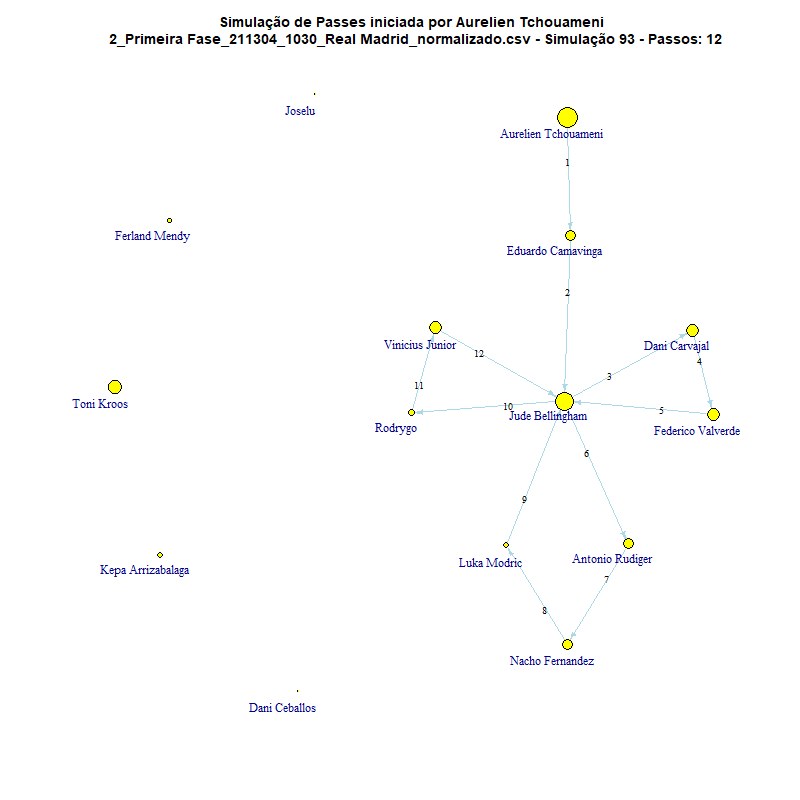 Simulação de Passes iniciada por Aurelien Tchouameni
2_Primeira Fase_211304_1030_Real Madrid_normalizado.csv - Simulação 93 - Passos: 12
Joselu
Aurelien Tchouameni
1
Ferland Mendy
Eduardo Camavinga
2
Vinicius Junior
Dani Carvajal
12
4
3
11
Toni Kroos
10
5
Jude Bellingham
Rodrygo
Federico Valverde
6
9
Luka Modric
Antonio Rudiger
Kepa Arrizabalaga
7
8
Nacho Fernandez
Dani Ceballos